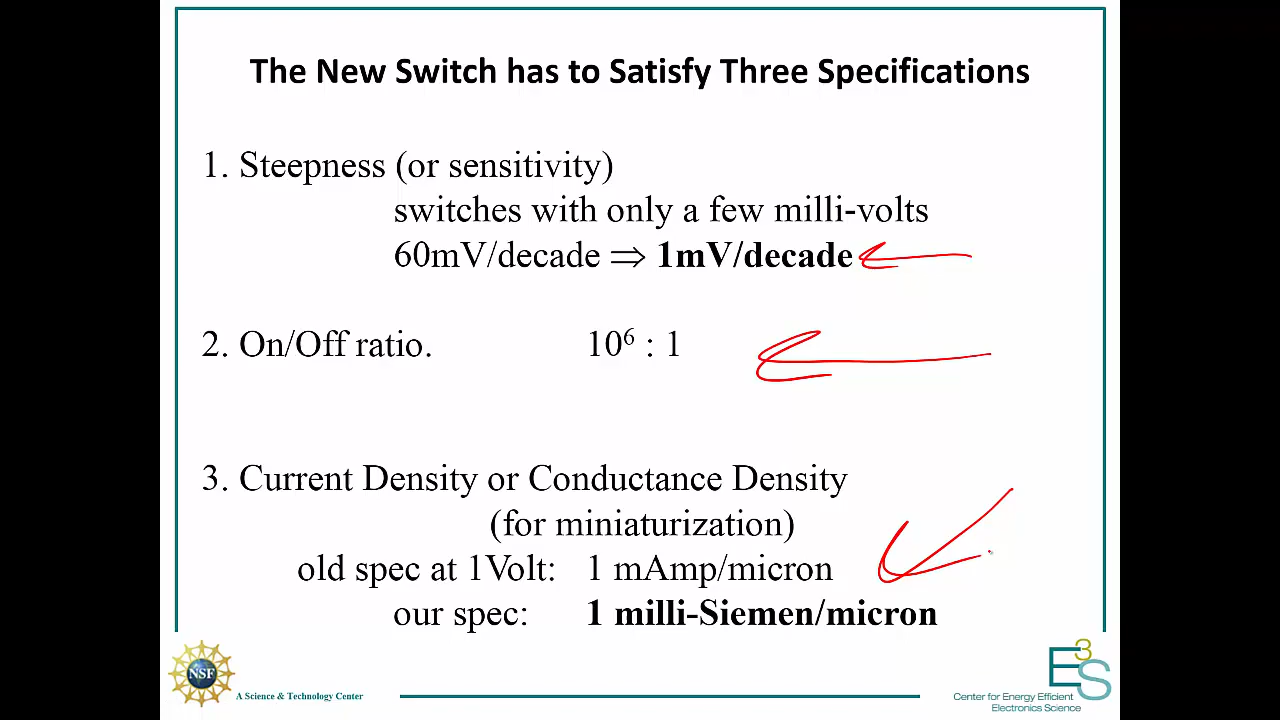 The New Switch has to Satisfy Three Specifications
1. Steepness (or sensitivity)
switches with only a few milli-volts
60mV/decade ⇒ 1mV/decade
2. On/Off ratio. 10⁶ : 1
3. Current Density or Conductance Density
(for miniaturization)
old spec at 1Volt: 1 mAmp/micron
our spec: 1 milli-Siemen/micron
NSF
A Science & Technology Center
E³S
Center for Energy Efficient
Electronics Science